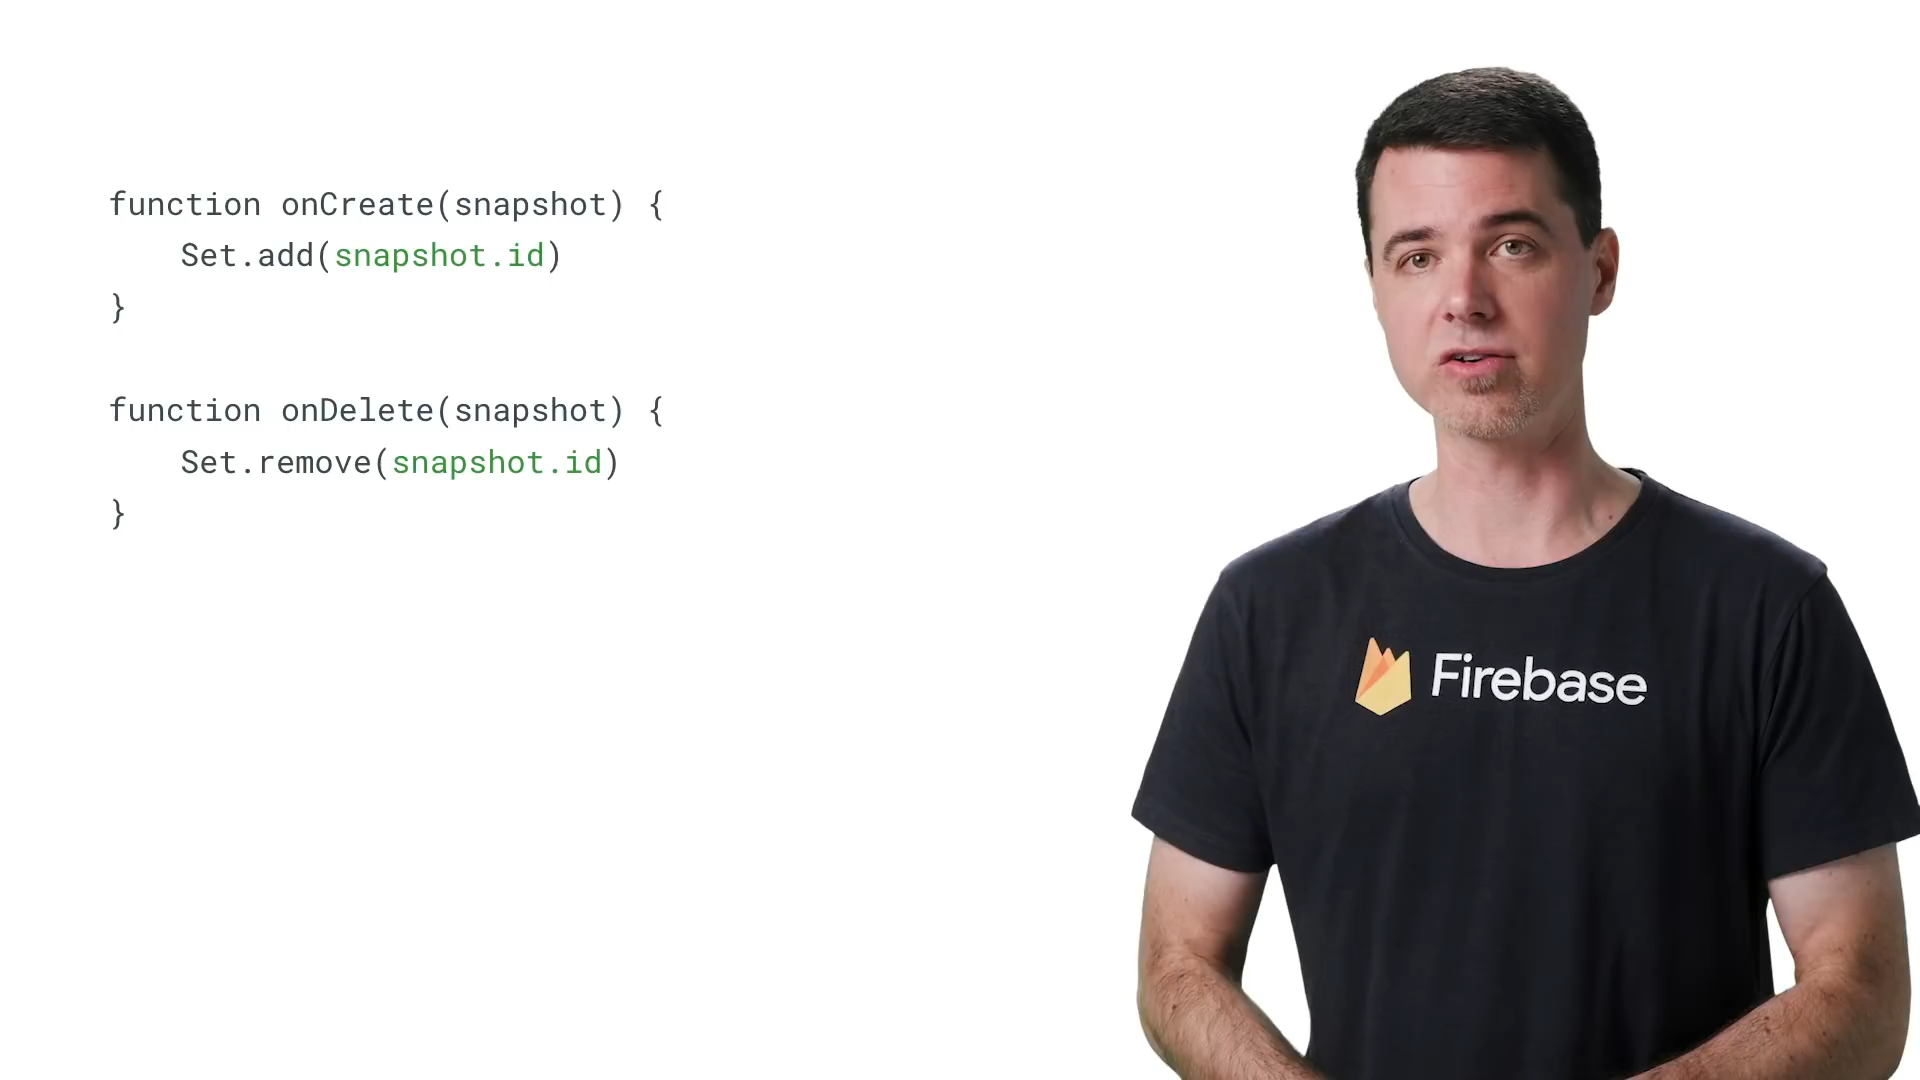 function onCreate(snapshot) {
    Set.add(snapshot.id)
}
function onDelete(snapshot) {
    Set.remove(snapshot.id)
}
Firebase